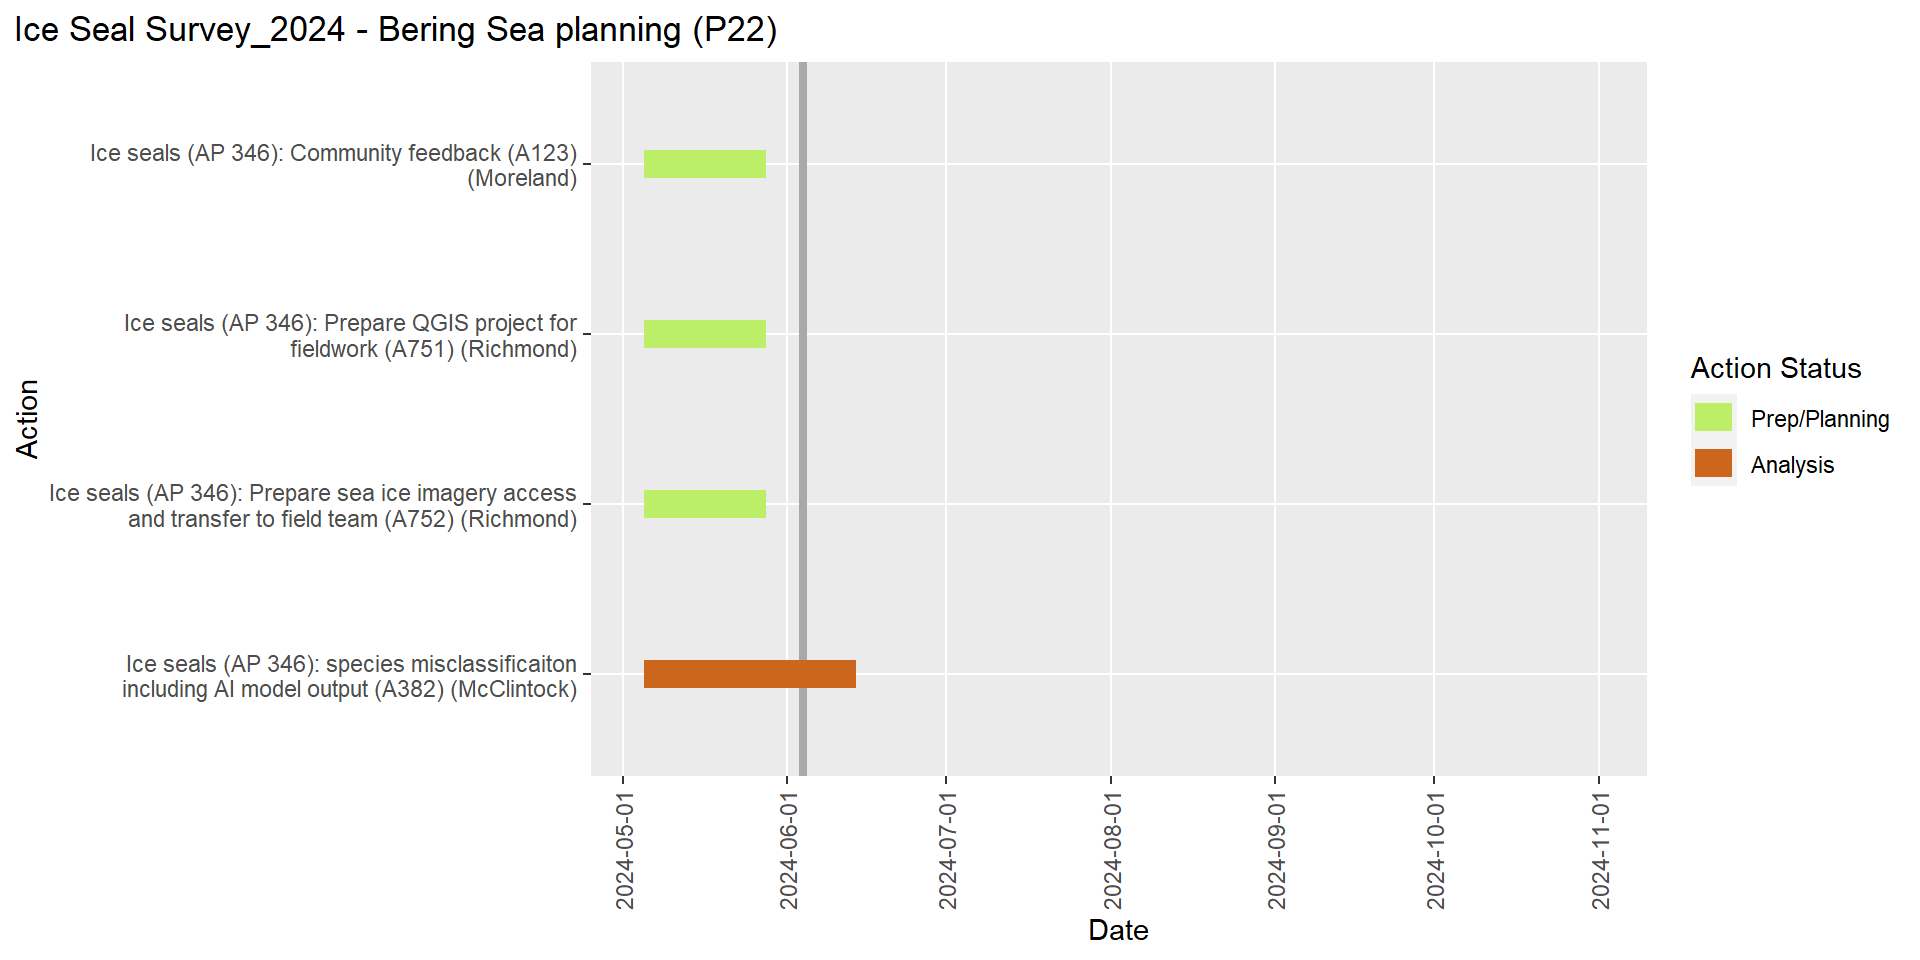 Ice Seal Survey_2024 - Bering Sea planning (P22)
Ice seals (AP 346): Community feedback (A123)
(Moreland)
Ice seals (AP 346): Prepare QGIS project for
fieldwork (A751) (Richmond)
Ice seals (AP 346): Prepare sea ice imagery access
and transfer to field team (A752) (Richmond)
Ice seals (AP 346): species misclassificaiton
including AI model output (A382) (McClintock)
Action
2024-05-01
2024-06-01
2024-07-01
2024-08-01
2024-09-01
2024-10-01
2024-11-01
Date
Action Status
Prep/Planning
Analysis